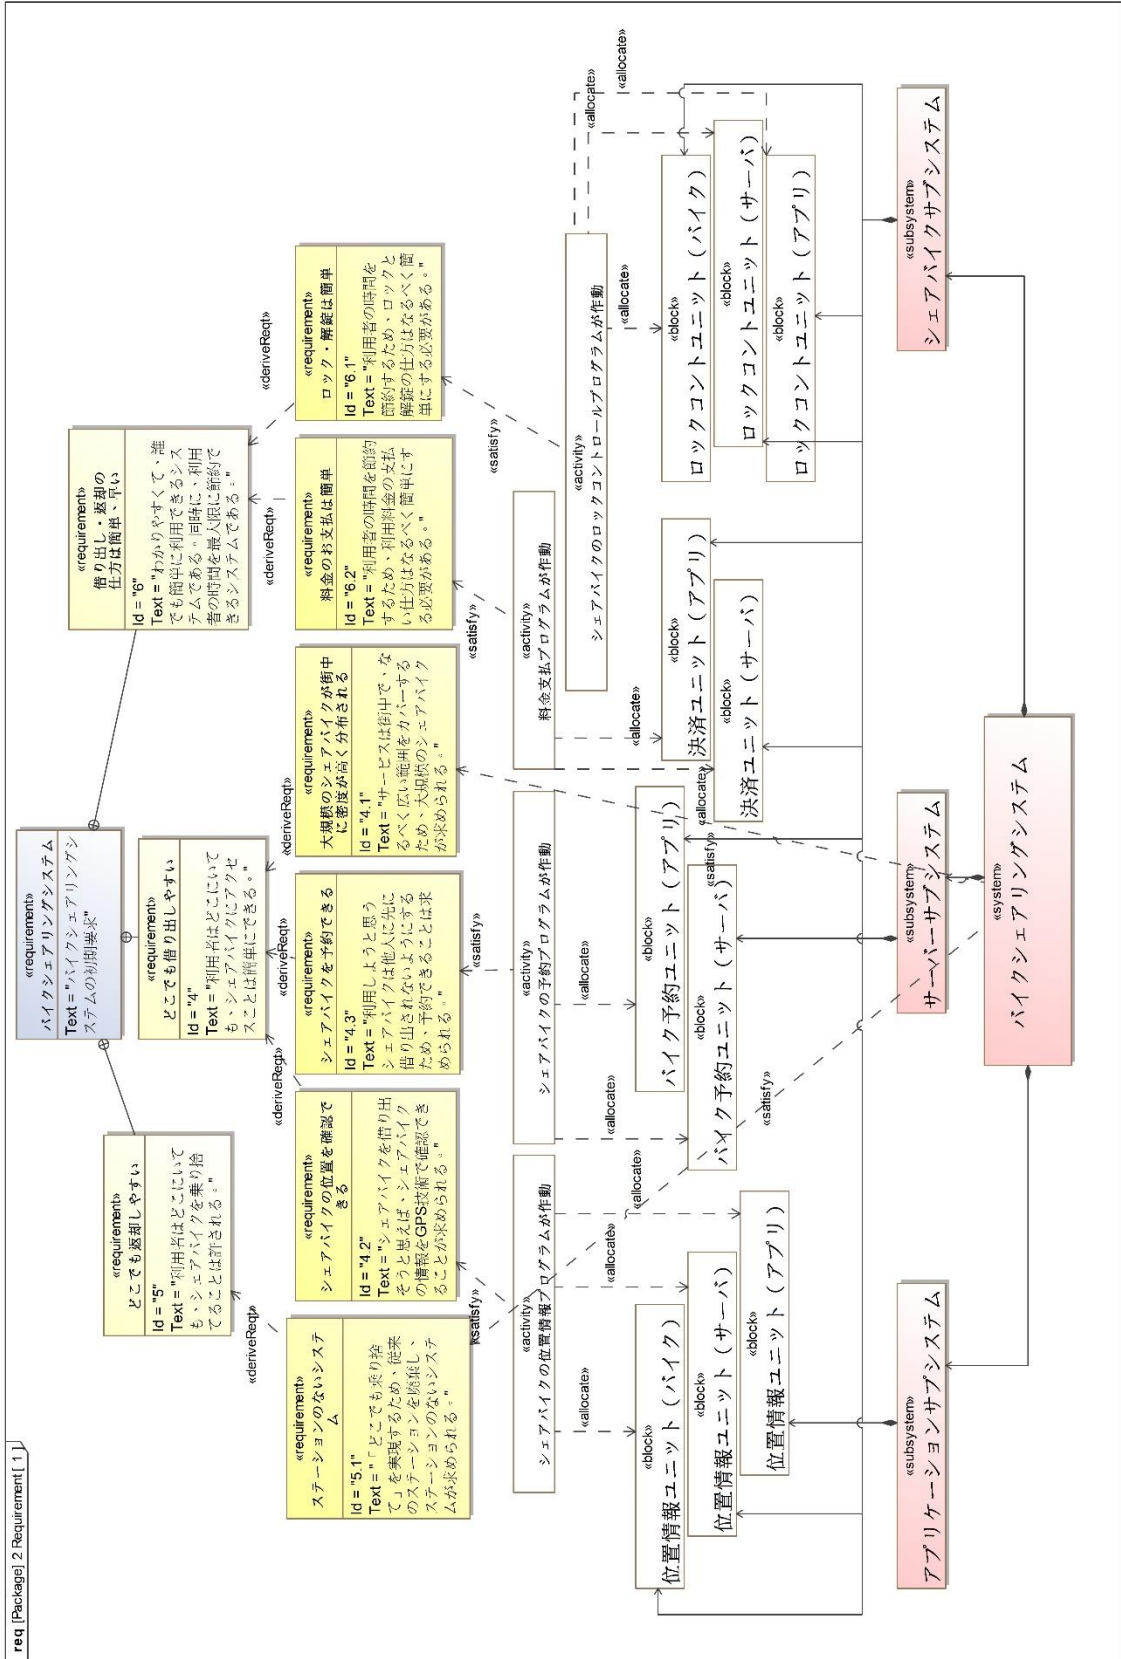 req [Package] 2 Requirement [ 1 ]
«requirement»
バイクシェアリングシステム
Text = "バイクシェアリングシ
ステムの初期要求"
«requirement»
どこでも返却しやすい
Id = "5"
Text = "利用者はどこにいて
も、シェアバイクを乗り捨
てることは許される。"
«requirement»
どこでも借り出しやすい
Id = "4"
Text = "利用者はどこにいて
も、シェアバイクにアクセ
スことは簡単にできる。"
«requirement»
借り出し・返却の
仕方は簡単、早い
Id = "6"
Text = "わかりやすくて、誰
でも簡単に利用できるシス
テムである。同時に、利用
者の時間を最大限に節約で
きるシステムである。"
«deriveReqt»
«deriveReqt»
«deriveReqt»
«deriveReqt»
«deriveReqt»
«deriveReqt»
«requirement»
ステーションのないシステ
ム
Id = "5.1"
Text = "「どこでも乗り捨
て」を実現するため、従来
のステーションを廃棄し、
ステーションのないシステ
ムが求められる。"
«requirement»
シェアバイクの位置を確認で
きる
Id = "4.2"
Text = "シェアバイクを借り出
そうと思えば、シェアバイク
の情報をGPS技術で確認でき
ることが求められる。"
«requirement»
シェアバイクを予約できる
Id = "4.3"
Text = "利用しようと思う
シェアバイクは他人に先に
借り出されないようにする
ため、予約できることは求
められる。"
«requirement»
大規模のシェアバイクが街中
に密度が高く分布される
Id = "4.1"
Text = "サービスは街中で、な
るべく広い範囲をカバーする
ため、大規模のシェアバイク
が求められる。"
«requirement»
料金のお支払は簡単
Id = "6.2"
Text = "利用者の時間を節約
するため、利用料金の支払
い仕方はなるべく簡単にす
る必要がある。"
«requirement»
ロック・解錠は簡単
Id = "6.1"
Text = "利用者の時間を
節約するため、ロックと
解錠の仕方はなるべく簡
単にする必要がある。"
«satisfy»
«satisfy»
«satisfy»
«satisfy»
«activity»
シェアバイクの位置情報プログラムが作動
«activity»
シェアバイクの予約プログラムが作動
«activity»
料金支払プログラムが作動
«activity»
シェアバイクのロックコントロールプログラムが作動
«allocate»
«allocate»
«allocate»
«allocate»
«allocate»
«allocate»
«allocate»
«allocate»
«allocate»
«allocate»
«block»
位置情報ユニット（バイク）
«block»
位置情報ユニット（サーバ）
«block»
位置情報ユニット（アプリ）
«block»
バイク予約ユニット（アプリ）
«block»
バイク予約ユニット（サーバ）
«block»
決済ユニット（アプリ）
«block»
決済ユニット（サーバ）
«block»
ロックコントユニット（バイク）
«block»
ロックコントユニット（サーバ）
«block»
ロックコントユニット（アプリ）
«satisfy»
«satisfy»
«subsystem»
アプリケーションサブシステム
«subsystem»
サーバーサブシステム
«subsystem»
シェアバイクサブシステム
«system»
バイクシェアリングシステム